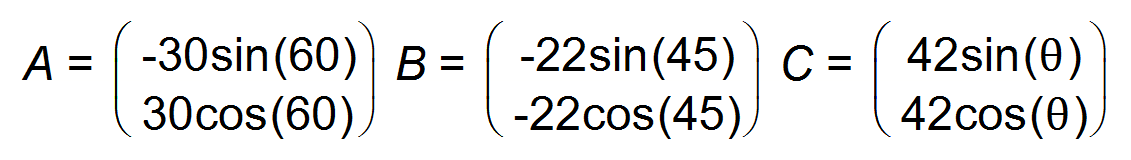 A = (-30sin(60) 30cos(60)) B = (-22sin(45) -22cos(45)) C = (42sin(θ) 42cos(θ))